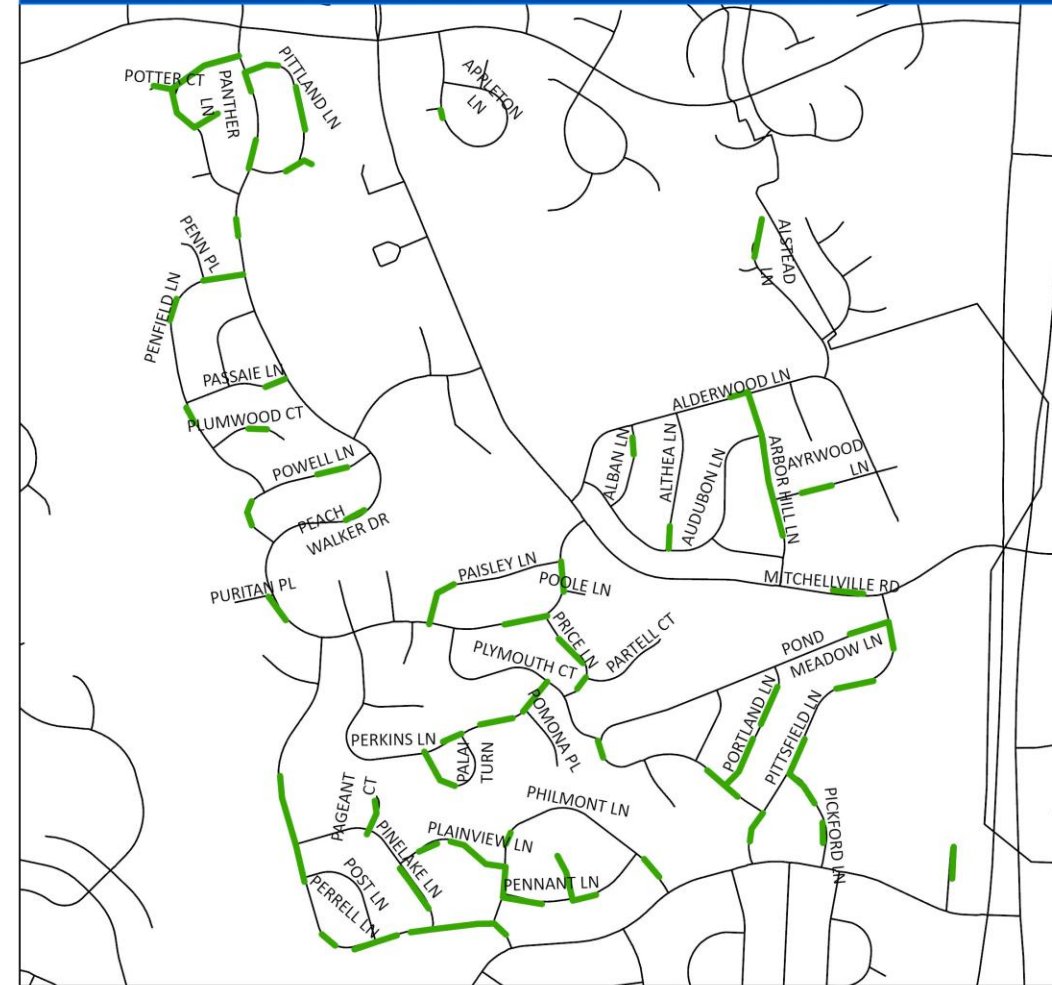 POTTER CT
PANTHER
LN
PITTLAND LN
APPLETON
LN
PENN PL
ALSTEAD
LN
PENFIELD LN
PASSAIE LN
ALDERWOOD LN
PLUMWOOD CT
ALBAN LN
ALTHEA LN
AUDUBON LN
ARBOR HILL LN
AYRWOOD
LN
POWELL LN
PEACH
WALKER DR
PAISLEY LN
POOLE LN
MITCHELLVILLE RD
PURITAN PL
PRICE LN
PARTELL CT
PLYMOUTH CT
POND
MEADOW LN
POMONA PL
PORTLAND LN
PITTSFIELD LN
PERKINS LN
PALAI
TURN
PAGEANT
CT
PHILMONT LN
PICKFORD LN
PINELAKE LN
PLAINVIEW LN
POST LN
PENNANT LN
PERRELL LN